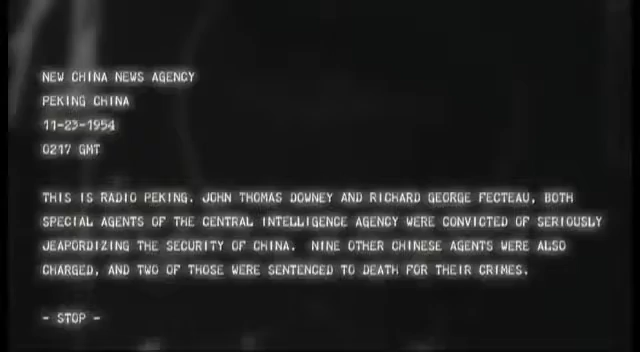 NEW CHINA NEWS AGENCY
PEKING CHINA
11-23-1954
0217 GMT
THIS IS RADIO PEKING. JOHN THOMAS DOWNEY AND RICHARD GEORGE FECTEAU, BOTH
SPECIAL AGENTS OF THE CENTRAL INTELLIGENCE AGENCY WERE CONVICTED OF SERIOUSLY
JEAPORDIZING THE SECURITY OF CHINA. NINE OTHER CHINESE AGENTS WERE ALSO
CHARGED, AND TWO OF THOSE WERE SENTENCED TO DEATH FOR THEIR CRIMES.
- STOP -